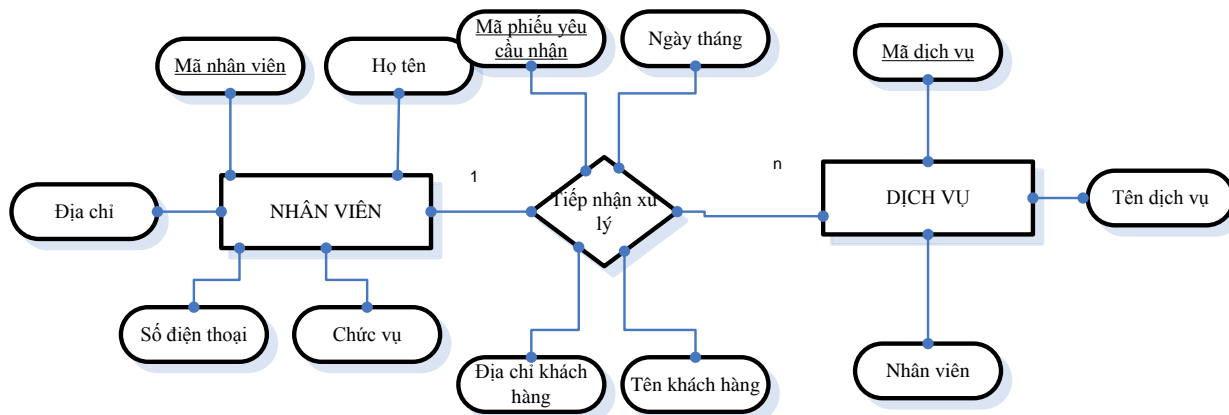 Mã phiếu yêu
cầu nhận
Ngày tháng
Mã dịch vụ
Mã nhân viên
Họ tên
1
n
Địa chỉ
NHÂN VIÊN
Tiếp nhận xử
lý
DỊCH VỤ
Tên dịch vụ
Số điện thoại
Chức vụ
Địa chỉ khách
hàng
Tên khách hàng
Nhân viên